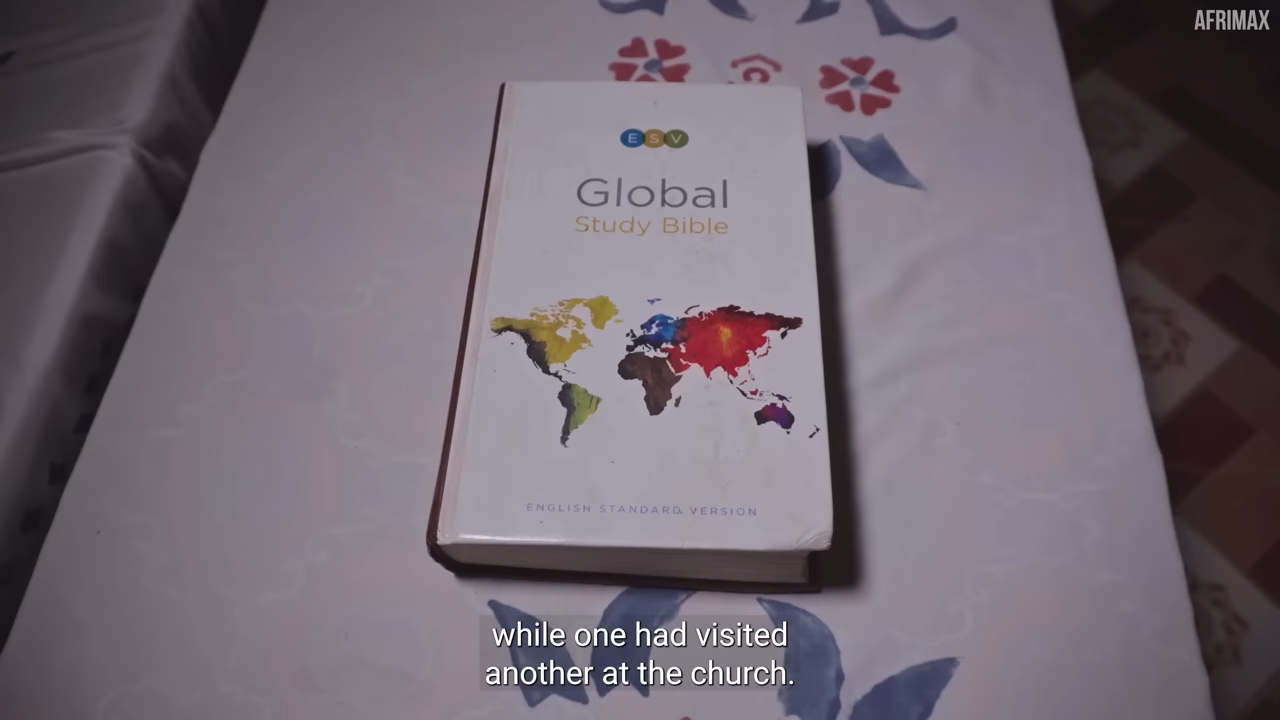 AFRIMAX
ESV
Global
Study Bible
ENGLISH STANDARD VERSION
while one had visited
another at the church.